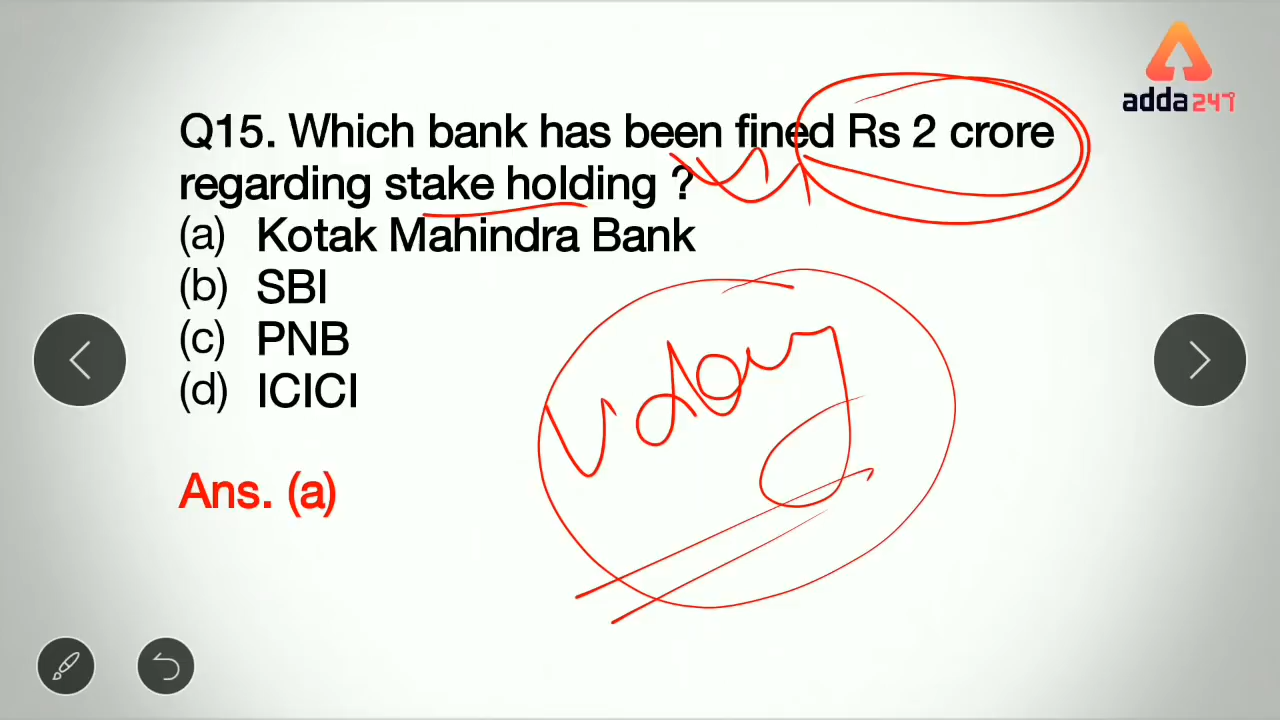 adda247
Q15. Which bank has been fined Rs 2 crore
regarding stake holding ?
(a) Kotak Mahindra Bank
(b) SBI
(c) PNB
(d) ICICI
Uday
Ans. (a)